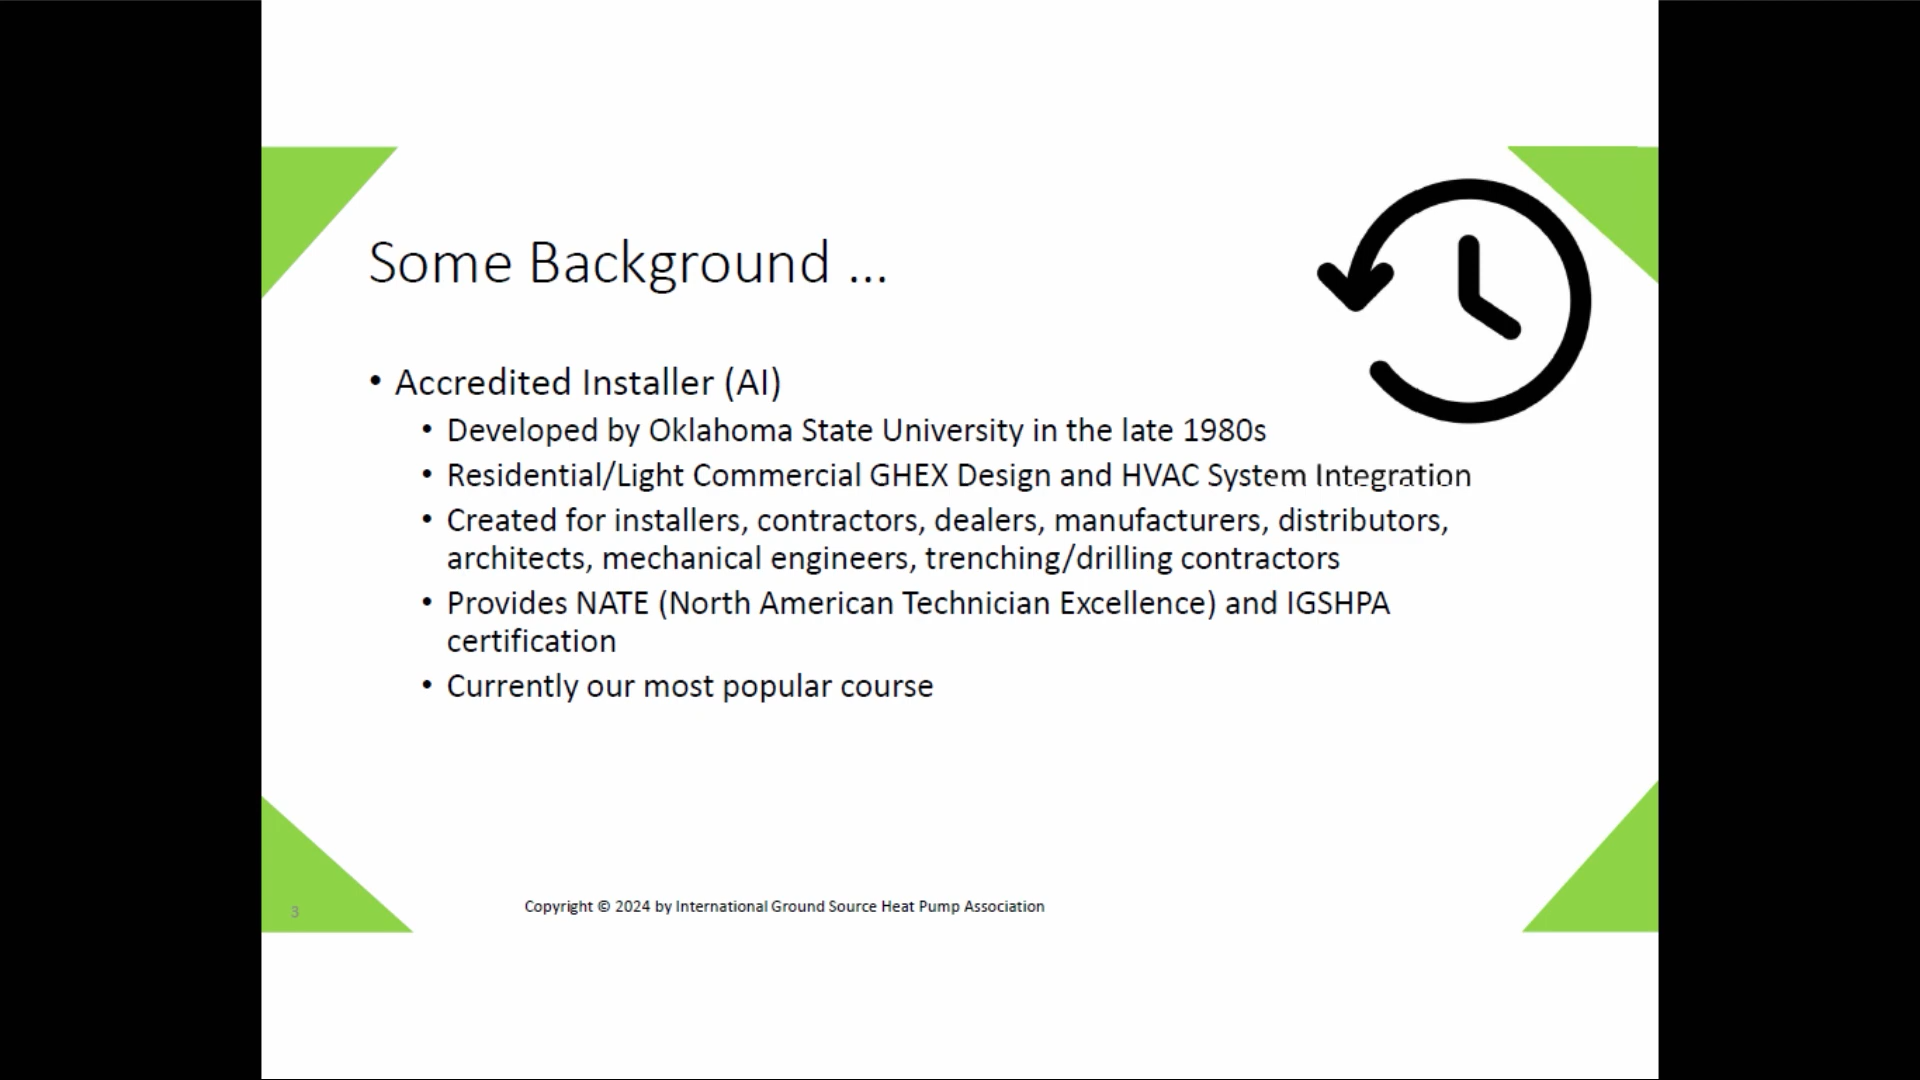 Some Background ...
• Accredited Installer (AI)
• Developed by Oklahoma State University in the late 1980s
• Residential/Light Commercial GHEX Design and HVAC System Integration
• Created for installers, contractors, dealers, manufacturers, distributors,
architects, mechanical engineers, trenching/drilling contractors
• Provides NATE (North American Technician Excellence) and IGSHPA
certification
• Currently our most popular course
3
Copyright © 2024 by International Ground Source Heat Pump Association